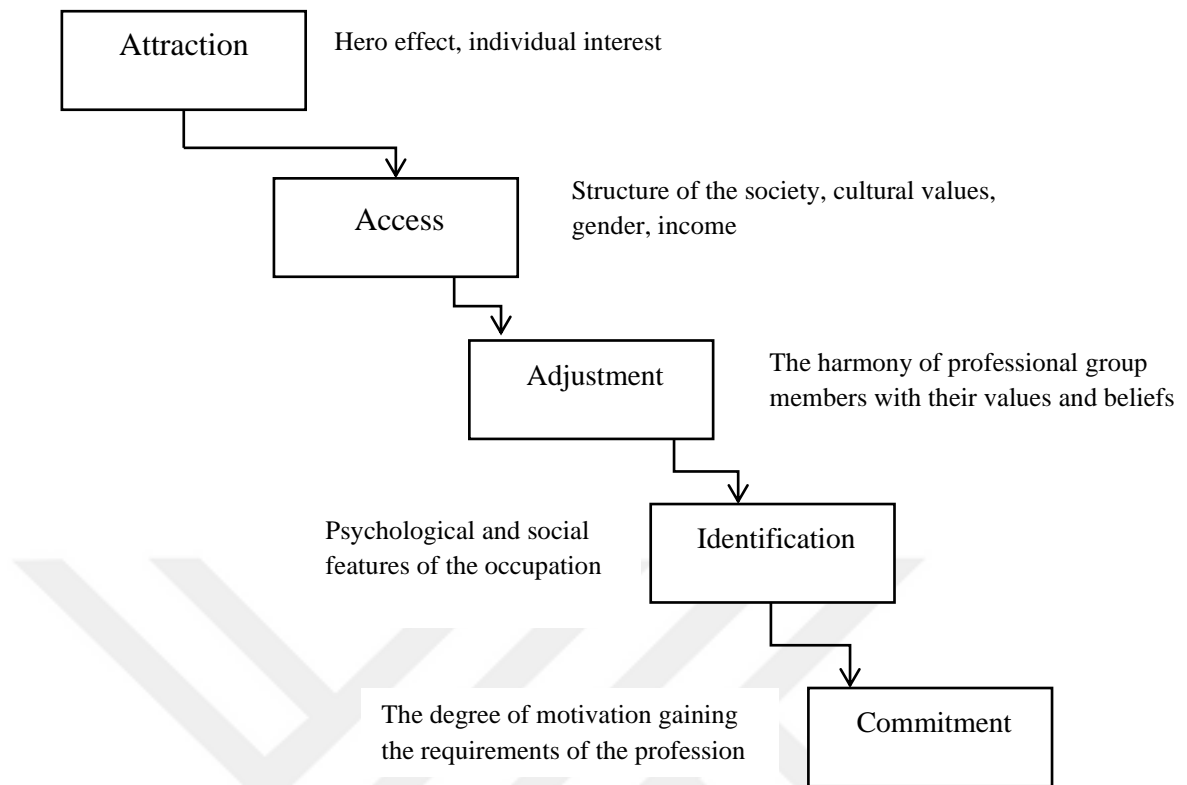 Attraction
Hero effect, individual interest
Access
Structure of the society, cultural values,
gender, income
Adjustment
The harmony of professional group
members with their values and beliefs
Psychological and social
features of the occupation
Identification
The degree of motivation gaining
the requirements of the profession
Commitment